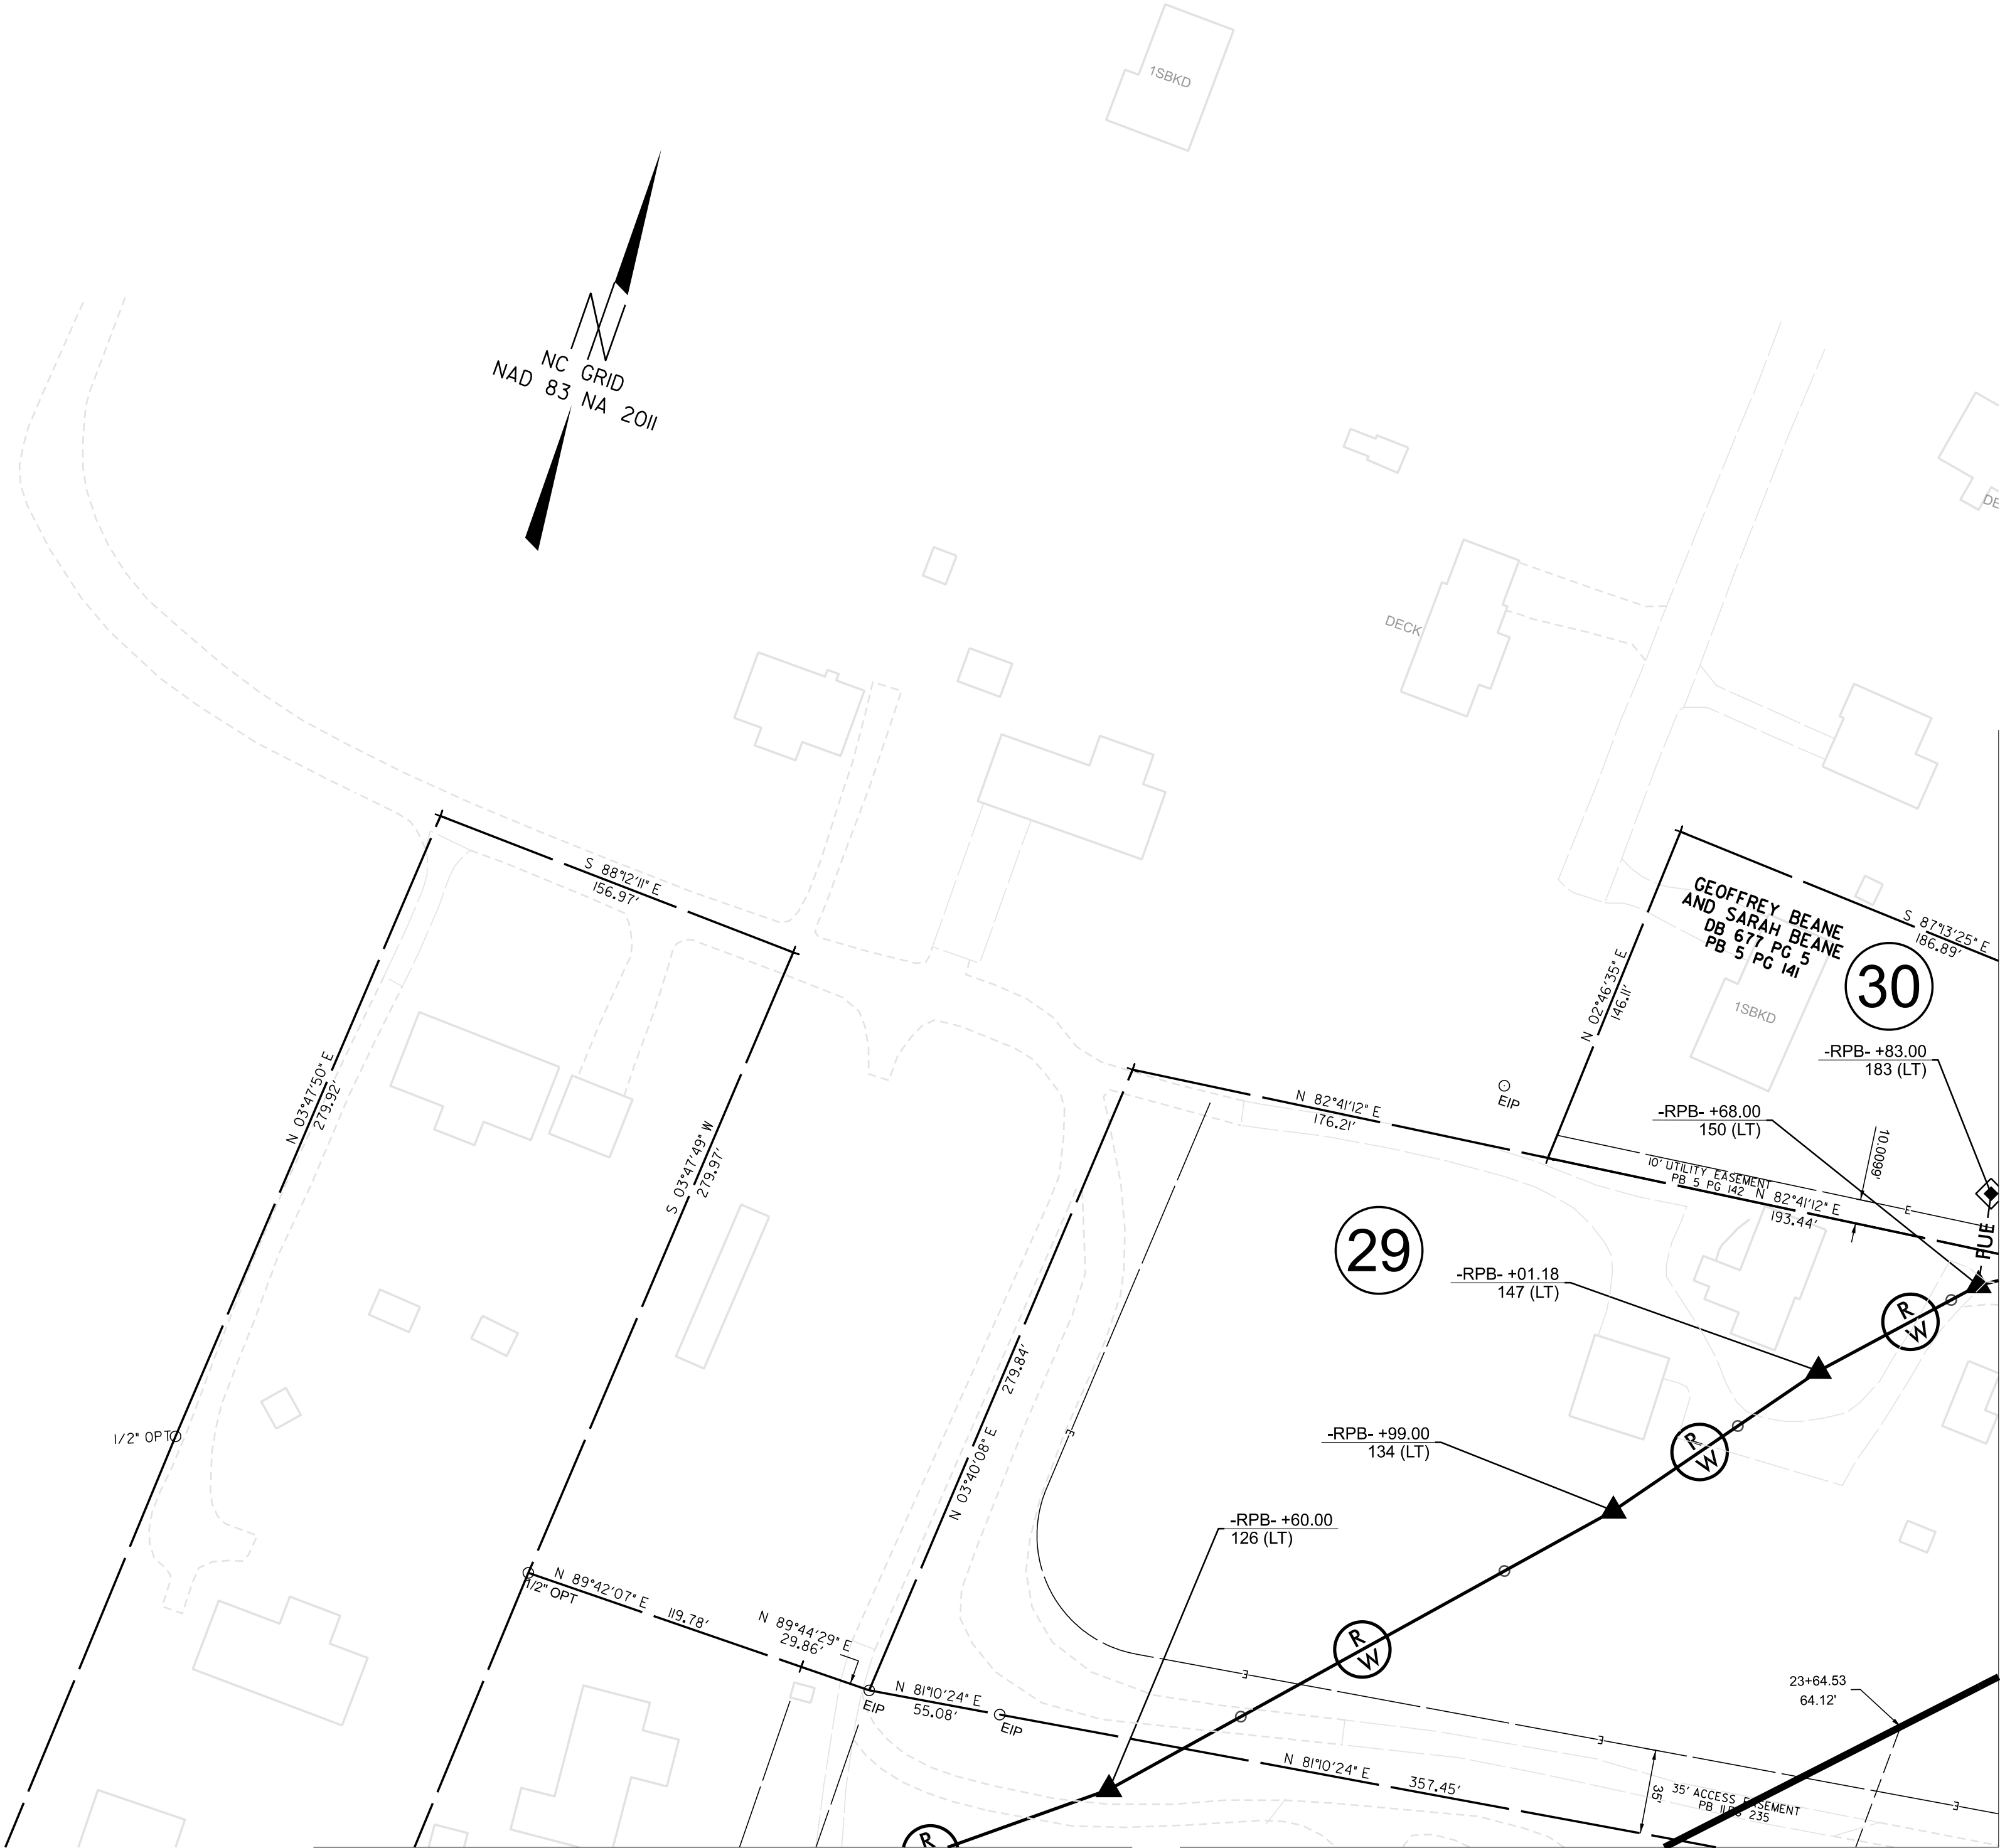 1SBKD
NC GRID
NAD 83 NA 2011
DE
DECK
S 88°12'11" E
156.97'
GEOFFREY BEANE
AND SARAH BEANE
DB 677 PG 5
PB 5 PG 141
S 87°13'25" E
186.89'
30
1SBKD
N 02°46'35" E
146.11'
-RPB- +83.00
183 (LT)
N 03°47'50" E
279.92'
S 03°47'49" W
279.97'
N 82°41'12" E
176.21'
EIP
-RPB- +68.00
150 (LT)
10.0099'
10' UTILITY EASEMENT
PB 5 PG 142
N 82°41'12" E
193.44'
E
PUE
29
-RPB- +01.18
147 (LT)
R
W
N 03°40'08" E
279.84'
E
1/2" OPT
-RPB- +99.00
134 (LT)
R
W
-RPB- +60.00
126 (LT)
N 89°42'07" E
119.78'
1/2" OPT
N 89°44'29" E
29.86'
R
W
E
N 81°10'24" E
55.08'
EIP
EIP
23+64.53
64.12'
E
N 81°10'24" E
357.45'
35'
35' ACCESS EASEMENT
235
E
R